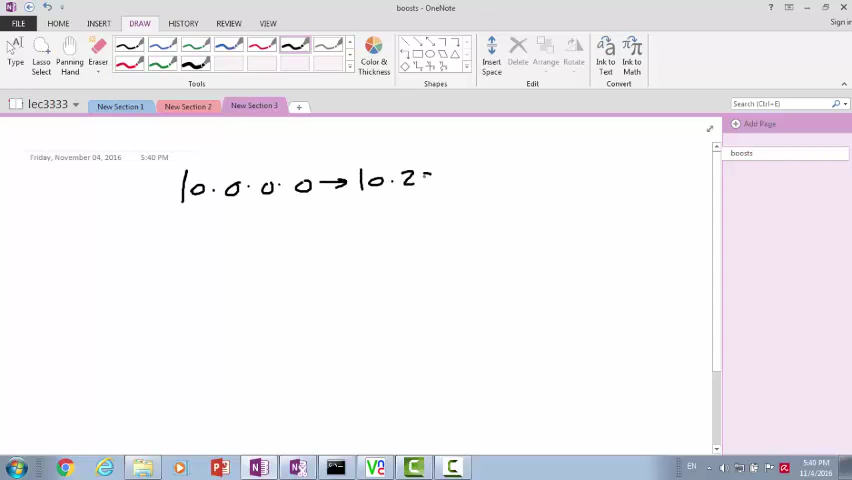 boosts - OneNote
FILE HOME INSERT DRAW HISTORY REVIEW VIEW Sign in
Type Lasso Select Panning Hand Eraser Color & Thickness Insert Space Delete Arrange Rotate Ink to Text Ink to Math
Tools Shapes Edit Convert
lec3333 New Section 1 New Section 2 New Section 3 Search (Ctrl+E)
Add Page
boosts
Friday, November 04, 2016 5:40 PM
10.0.0.0 → 10.2
EN 5:40 PM
11/4/2016